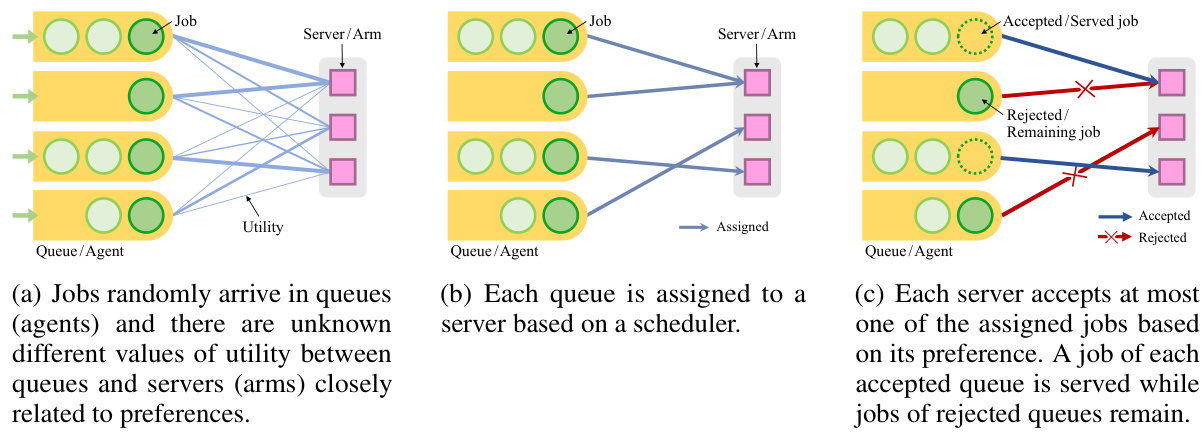 Job
Server/Arm
Utility
Queue/Agent
(a) Jobs randomly arrive in queues
(agents) and there are unknown
different values of utility between
queues and servers (arms) closely
related to preferences.
Job
Server/Arm
Assigned
(b) Each queue is assigned to a
server based on a scheduler.
Accepted/Served job
Rejected/
Remaining job
Accepted
Rejected
Queue/Agent
(c) Each server accepts at most
one of the assigned jobs based
on its preference. A job of each
accepted queue is served while
jobs of rejected queues remain.